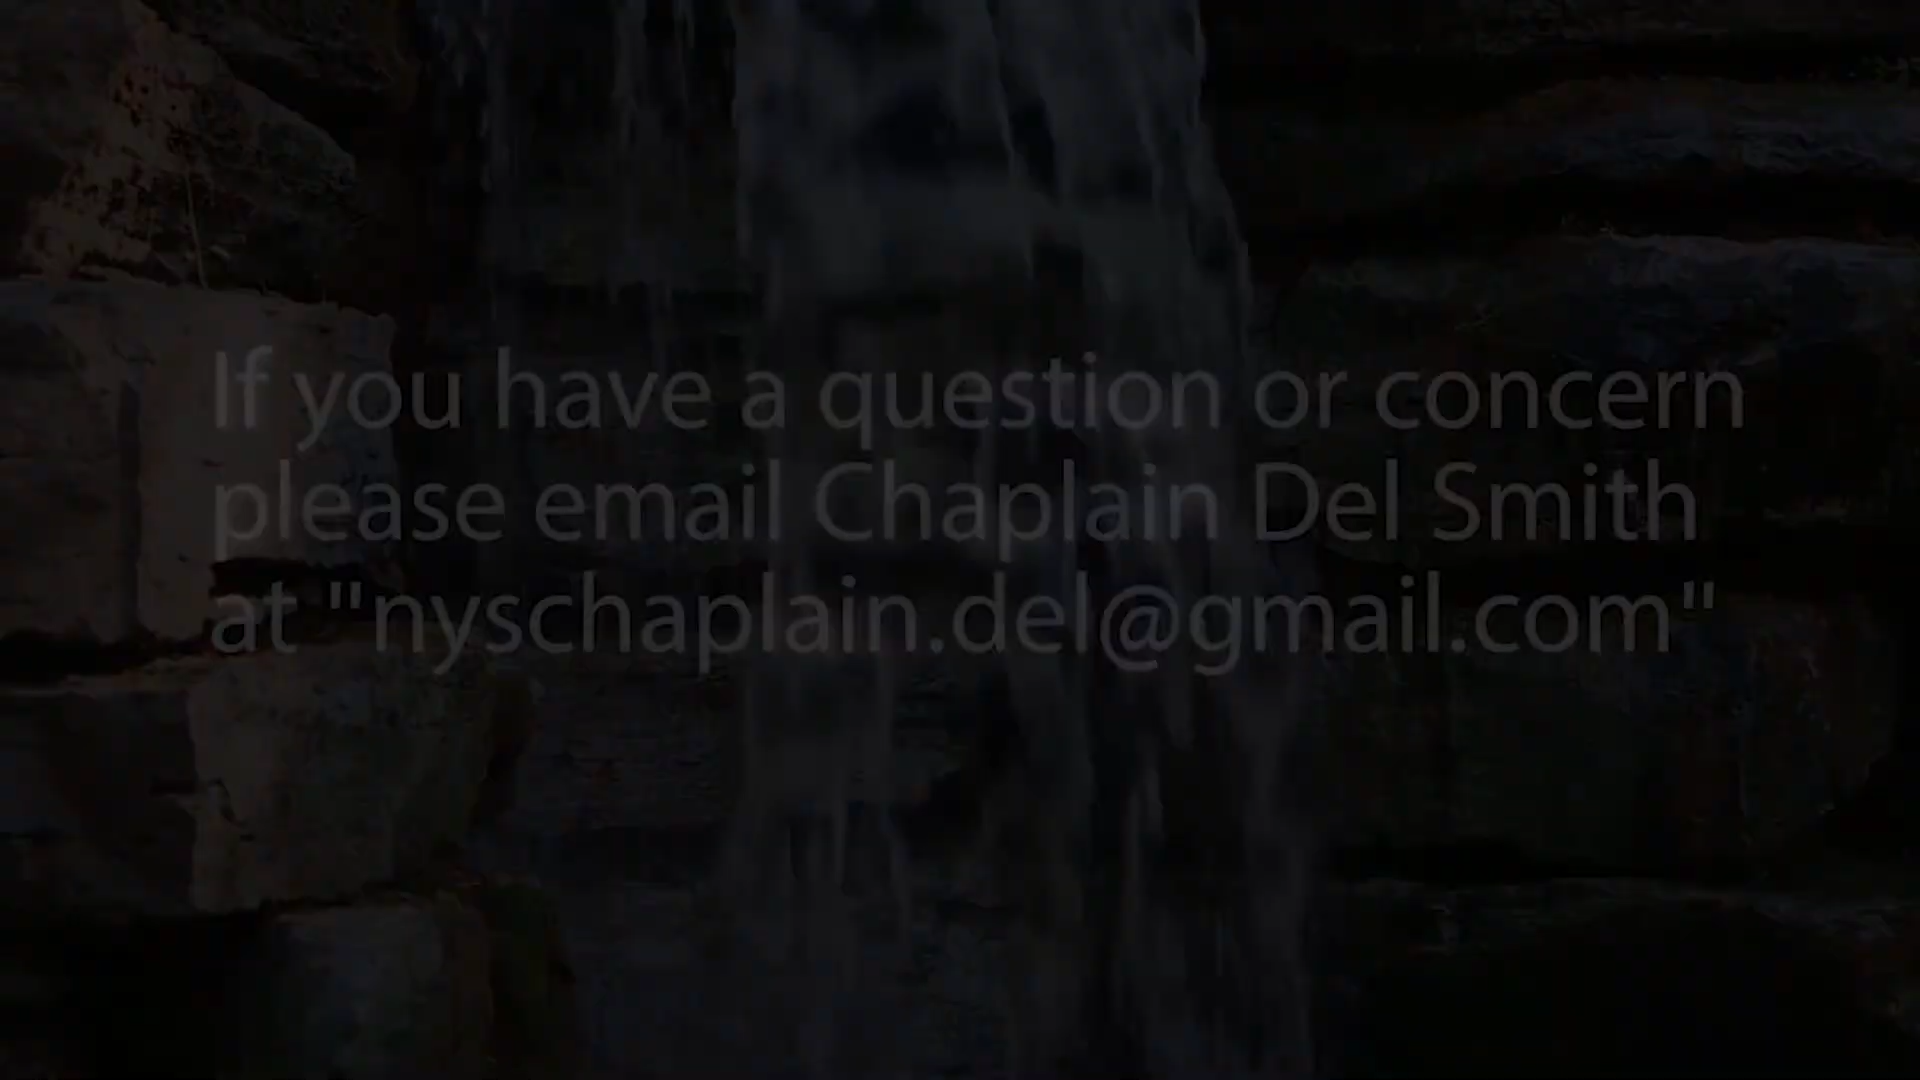 If you have a question or concern
please email Chaplain Del Smith
at "nyschaplain.del@gmail.com"